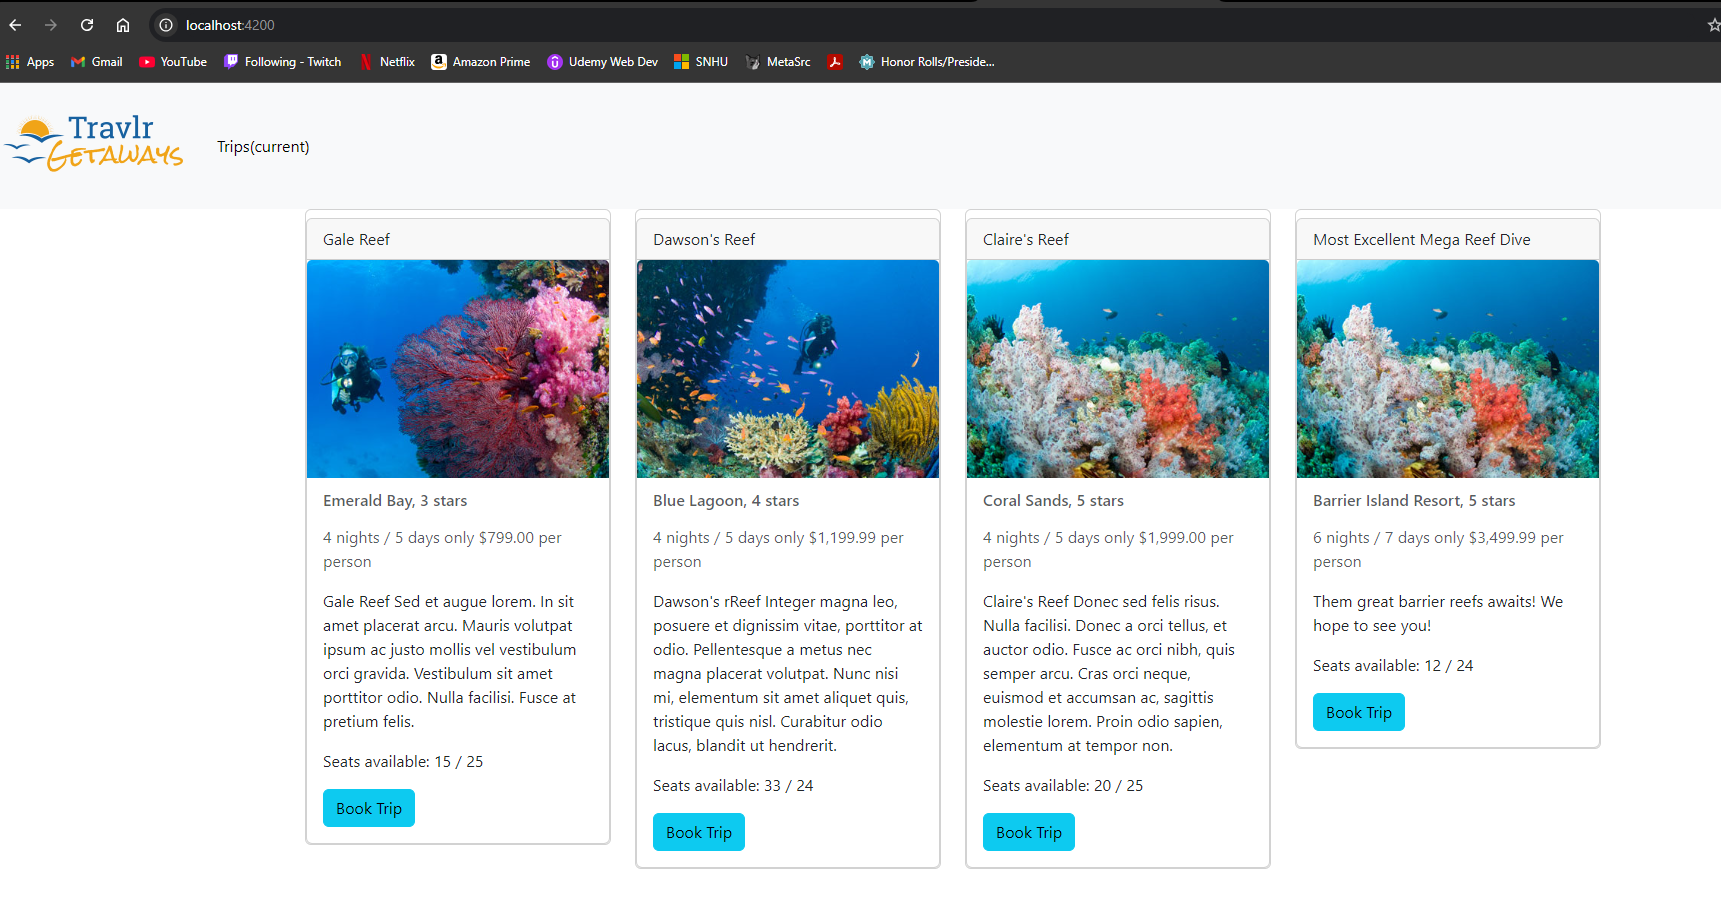 localhost:4200
Apps Gmail YouTube Following - Twitch Netflix Amazon Prime Udemy Web Dev SNHU MetaSrc Honor Rolls/Preside...
Travlr
GETAWAYS
Trips(current)
Gale Reef
Emerald Bay, 3 stars
4 nights / 5 days only $799.00 per
person
Gale Reef Sed et augue lorem. In sit
amet placerat arcu. Mauris volutpat
ipsum ac justo mollis vel vestibulum
orci gravida. Vestibulum sit amet
porttitor odio. Nulla facilisi. Fusce at
pretium felis.
Seats available: 15 / 25
Book Trip
Dawson's Reef
Blue Lagoon, 4 stars
4 nights / 5 days only $1,199.99 per
person
Dawson's rReef Integer magna leo,
posuere et dignissim vitae, porttitor at
odio. Pellentesque a metus nec
magna placerat volutpat. Nunc nisi
mi, elementum sit amet aliquet quis,
tristique quis nisl. Curabitur odio
lacus, blandit ut hendrerit.
Seats available: 33 / 24
Book Trip
Claire's Reef
Coral Sands, 5 stars
4 nights / 5 days only $1,999.00 per
person
Claire's Reef Donec sed felis risus.
Nulla facilisi. Donec a orci tellus, et
auctor odio. Fusce ac orci nibh, quis
semper arcu. Cras orci neque,
euismod et accumsan ac, sagittis
molestie lorem. Proin odio sapien,
elementum at tempor non.
Seats available: 20 / 25
Book Trip
Most Excellent Mega Reef Dive
Barrier Island Resort, 5 stars
6 nights / 7 days only $3,499.99 per
person
Them great barrier reefs awaits! We
hope to see you!
Seats available: 12 / 24
Book Trip